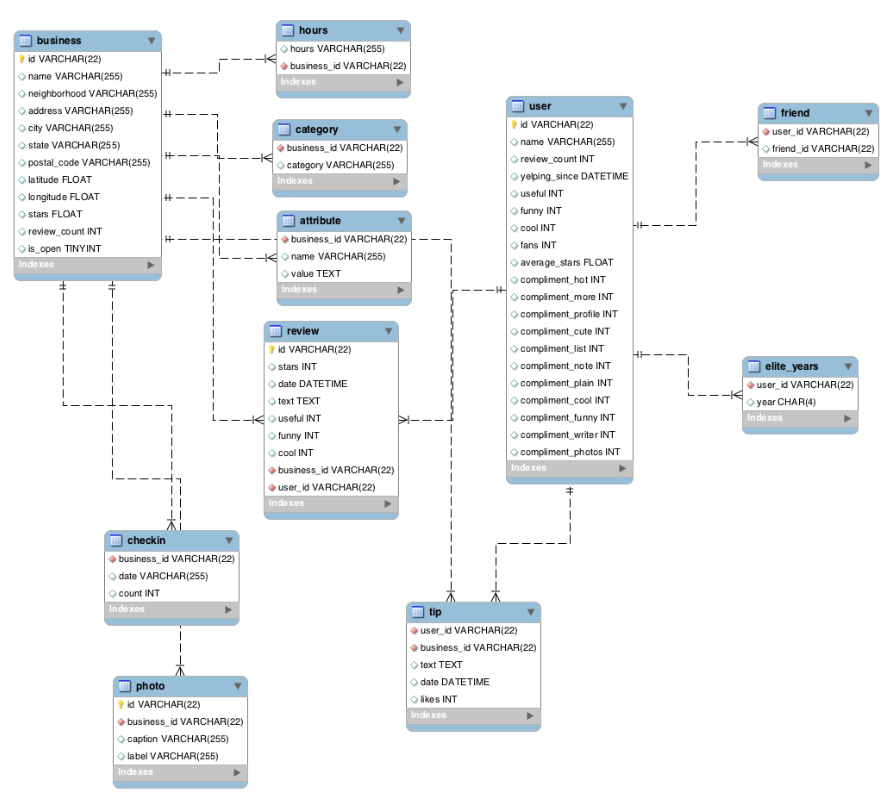 business
id VARCHAR(22)
name VARCHAR(255)
neighborhood VARCHAR(255)
address VARCHAR(255)
city VARCHAR(255)
state VARCHAR(255)
postal_code VARCHAR(255)
latitude FLOAT
longitude FLOAT
stars FLOAT
review_count INT
is_open TINYINT
Indexes
hours
hours VARCHAR(255)
business_id VARCHAR(22)
Indexes
category
business_id VARCHAR(22)
category VARCHAR(255)
Indexes
attribute
business_id VARCHAR(22)
name VARCHAR(255)
value TEXT
Indexes
review
id VARCHAR(22)
stars INT
date DATETIME
text TEXT
useful INT
funny INT
cool INT
business_id VARCHAR(22)
user_id VARCHAR(22)
Indexes
user
id VARCHAR(22)
name VARCHAR(255)
review_count INT
yelping_since DATETIME
useful INT
funny INT
cool INT
fans INT
average_stars FLOAT
compliment_hot INT
compliment_more INT
compliment_profile INT
compliment_cute INT
compliment_list INT
compliment_note INT
compliment_plain INT
compliment_cool INT
compliment_funny INT
compliment_writer INT
compliment_photos INT
Indexes
friend
user_id VARCHAR(22)
friend_id VARCHAR(22)
Indexes
elite_years
user_id VARCHAR(22)
year CHAR(4)
Indexes
checkin
business_id VARCHAR(22)
date VARCHAR(255)
count INT
Indexes
photo
id VARCHAR(22)
business_id VARCHAR(22)
caption VARCHAR(255)
label VARCHAR(255)
Indexes
tip
user_id VARCHAR(22)
business_id VARCHAR(22)
text TEXT
date DATETIME
likes INT
Indexes